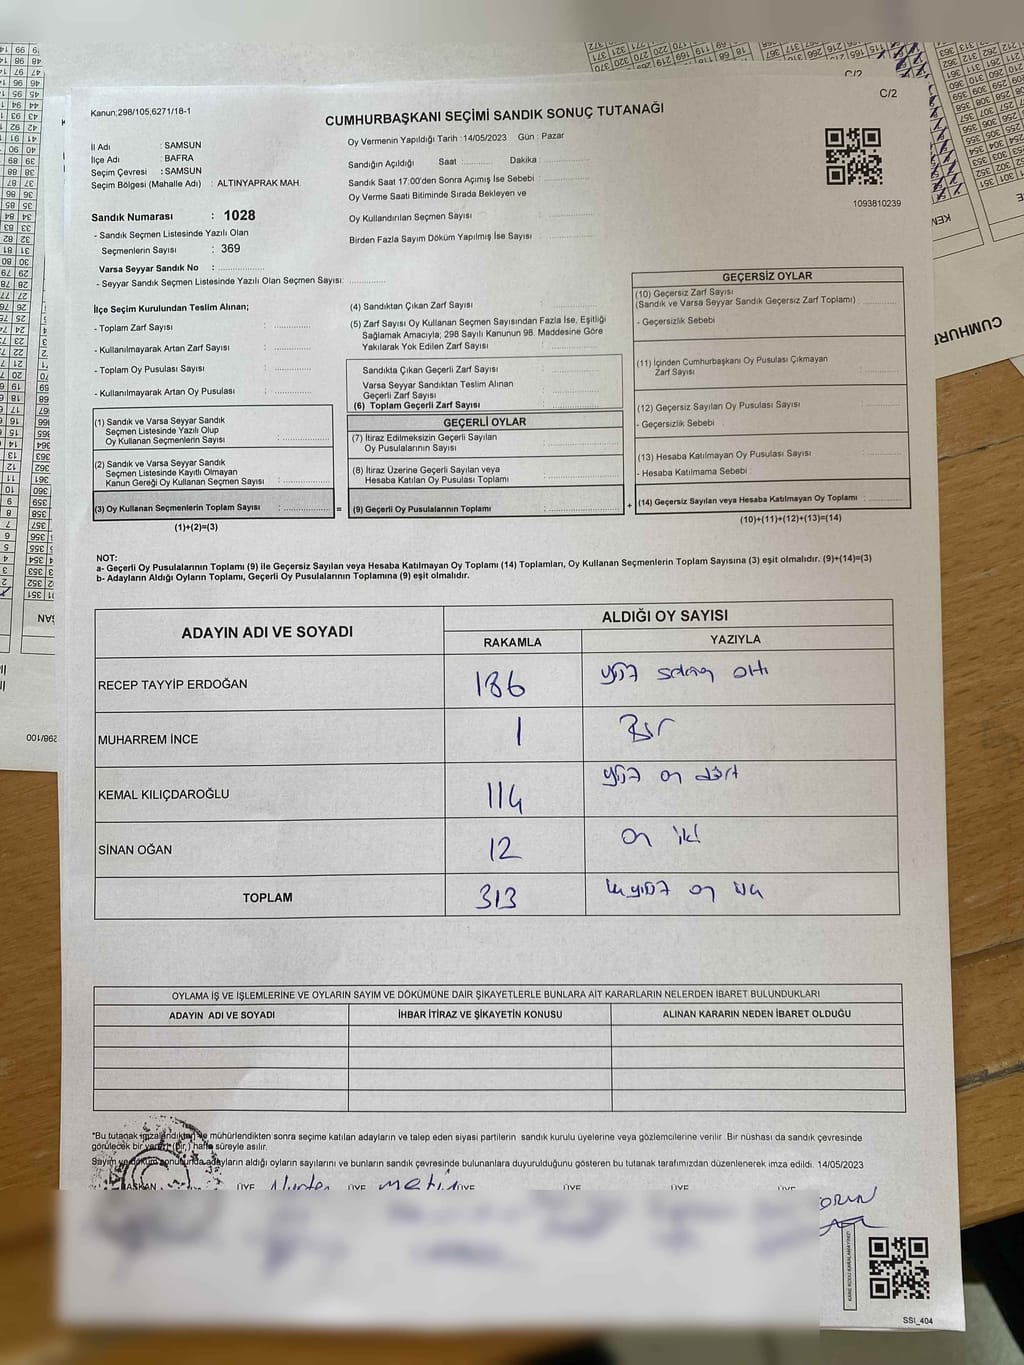 C/2
Kanun;298/105;6271/18-1
CUMHURBAŞKANI SEÇİMİ SANDIK SONUÇ TUTANAĞI
İl Adı : SAMSUN
İlçe Adı : BAFRA
Seçim Çevresi : SAMSUN
Seçim Bölgesi (Mahalle Adı) : ALTINYAPRAK MAH.
Oy Vermenin Yapıldığı Tarih : 14/05/2023 Gün : Pazar
Sandığın Açıldığı Saat : Dakika :
Sandık Saat 17:00'den Sonra Açımış İse Sebebi :
Oy Verme Saati Bitiminde Sırada Bekleyen ve
Oy Kullandırılan Seçmen Sayısı :
Birden Fazla Sayım Döküm Yapılmış İse Sayısı :
1093810239
Sandık Numarası : 1028
- Sandık Seçmen Listesinde Yazılı Olan
Seçmenlerin Sayısı : 369
Varsa Seyyar Sandık No :
- Seyyar Sandık Seçmen Listesinde Yazılı Olan Seçmen Sayısı:
İlçe Seçim Kurulundan Teslim Alınan;
- Toplam Zarf Sayısı :
- Kullanılmayarak Artan Zarf Sayısı :
- Toplam Oy Pusulası Sayısı :
- Kullanılmayarak Artan Oy Pusulası :
(1) Sandık ve Varsa Seyyar Sandık
Seçmen Listesinde Yazılı Olup
Oy Kullanan Seçmenlerin Sayısı :
(2) Sandık ve Varsa Seyyar Sandık
Seçmen Listesinde Kayıtlı Olmayan
Kanun Gereği Oy Kullanan Seçmen Sayısı :
(3) Oy Kullanan Seçmenlerin Toplam Sayısı :
(1)+(2)=(3)
(4) Sandıktan Çıkan Zarf Sayısı :
(5) Zarf Sayısı Oy Kullanan Seçmen Sayısından Fazla İse, Eşitliği
Sağlamak Amacıyla; 298 Sayılı Kanunun 98. Maddesine Göre
Yakılarak Yok Edilen Zarf Sayısı :
Sandıkta Çıkan Geçerli Zarf Sayısı :
Varsa Seyyar Sandıktan Teslim Alınan
Geçerli Zarf Sayısı :
(6) Toplam Geçerli Zarf Sayısı :
GEÇERLİ OYLAR
(7) İtiraz Edilmeksizin Geçerli Sayılan
Oy Pusulalarının Sayısı :
(8) İtiraz Üzerine Geçerli Sayılan veya
Hesaba Katılan Oy Pusulası Toplamı :
= (9) Geçerli Oy Pusulalarının Toplamı :
GEÇERSİZ OYLAR
(10) Geçersiz Zarf Sayısı
(Sandık ve Varsa Seyyar Sandık Geçersiz Zarf Toplamı) :
- Geçersizlik Sebebi :
(11) İçinden Cumhurbaşkanı Oy Pusulası Çıkmayan
Zarf Sayısı :
(12) Geçersiz Sayılan Oy Pusulası Sayısı :
- Geçersizlik Sebebi :
(13) Hesaba Katılmayan Oy Pusulası Sayısı :
- Hesaba Katılmama Sebebi :
+ (14) Geçersiz Sayılan veya Hesaba Katılmayan Oy Toplamı :
(10)+(11)+(12)+(13)=(14)
NOT:
a- Geçerli Oy Pusulalarının Toplamı (9) ile Geçersiz Sayılan veya Hesaba Katılmayan Oy Toplamı (14) Toplamları, Oy Kullanan Seçmenlerin Toplam Sayısına (3) eşit olmalıdır. (9)+(14)=(3)
b- Adayların Aldığı Oyların Toplamı, Geçerli Oy Pusulalarının Toplamına (9) eşit olmalıdır.
ADAYIN ADI VE SOYADI
ALDIĞI OY SAYISI
RAKAMLA YAZIYLA
RECEP TAYYİP ERDOĞAN 186 yüz seksen altı
MUHARREM İNCE 1 Bir
KEMAL KILIÇDAROĞLU 114 yüz on dört
SİNAN OĞAN 12 on iki
TOPLAM 313
OYLAMA İŞ VE İŞLEMLERİNE VE OYLARIN SAYIM VE DÖKÜMÜNE DAİR ŞİKAYETLERLE BUNLARA AİT KARARLARIN NELERDEN İBARET BULUNDUKLARI
ADAYIN ADI VE SOYADI İHBAR İTİRAZ VE ŞİKAYETİN KONUSU ALINAN KARARIN NEDEN İBARET OLDUĞU
"Bu tutanak imzalandıktan ve mühürlendikten sonra seçime katılan adayların ve talep eden siyasi partilerin sandık kurulu üyelerine veya gözlemcilerine verilir. Bir nüshası da sandık çevresinde
görülecek bir yerde (bir) hafta süreyle asılır.
Sayım ve döküm sonucunda adayların aldığı oyların sayılarını ve bunların sandık çevresinde bulunanlara duyurulduğunu gösteren bu tutanak tarafımızdan düzenlenerek imza edildi. 14/05/2023
BAŞKAN ÜYE ÜYE metin ÜYE ÜYE ÜYE
SSI_404